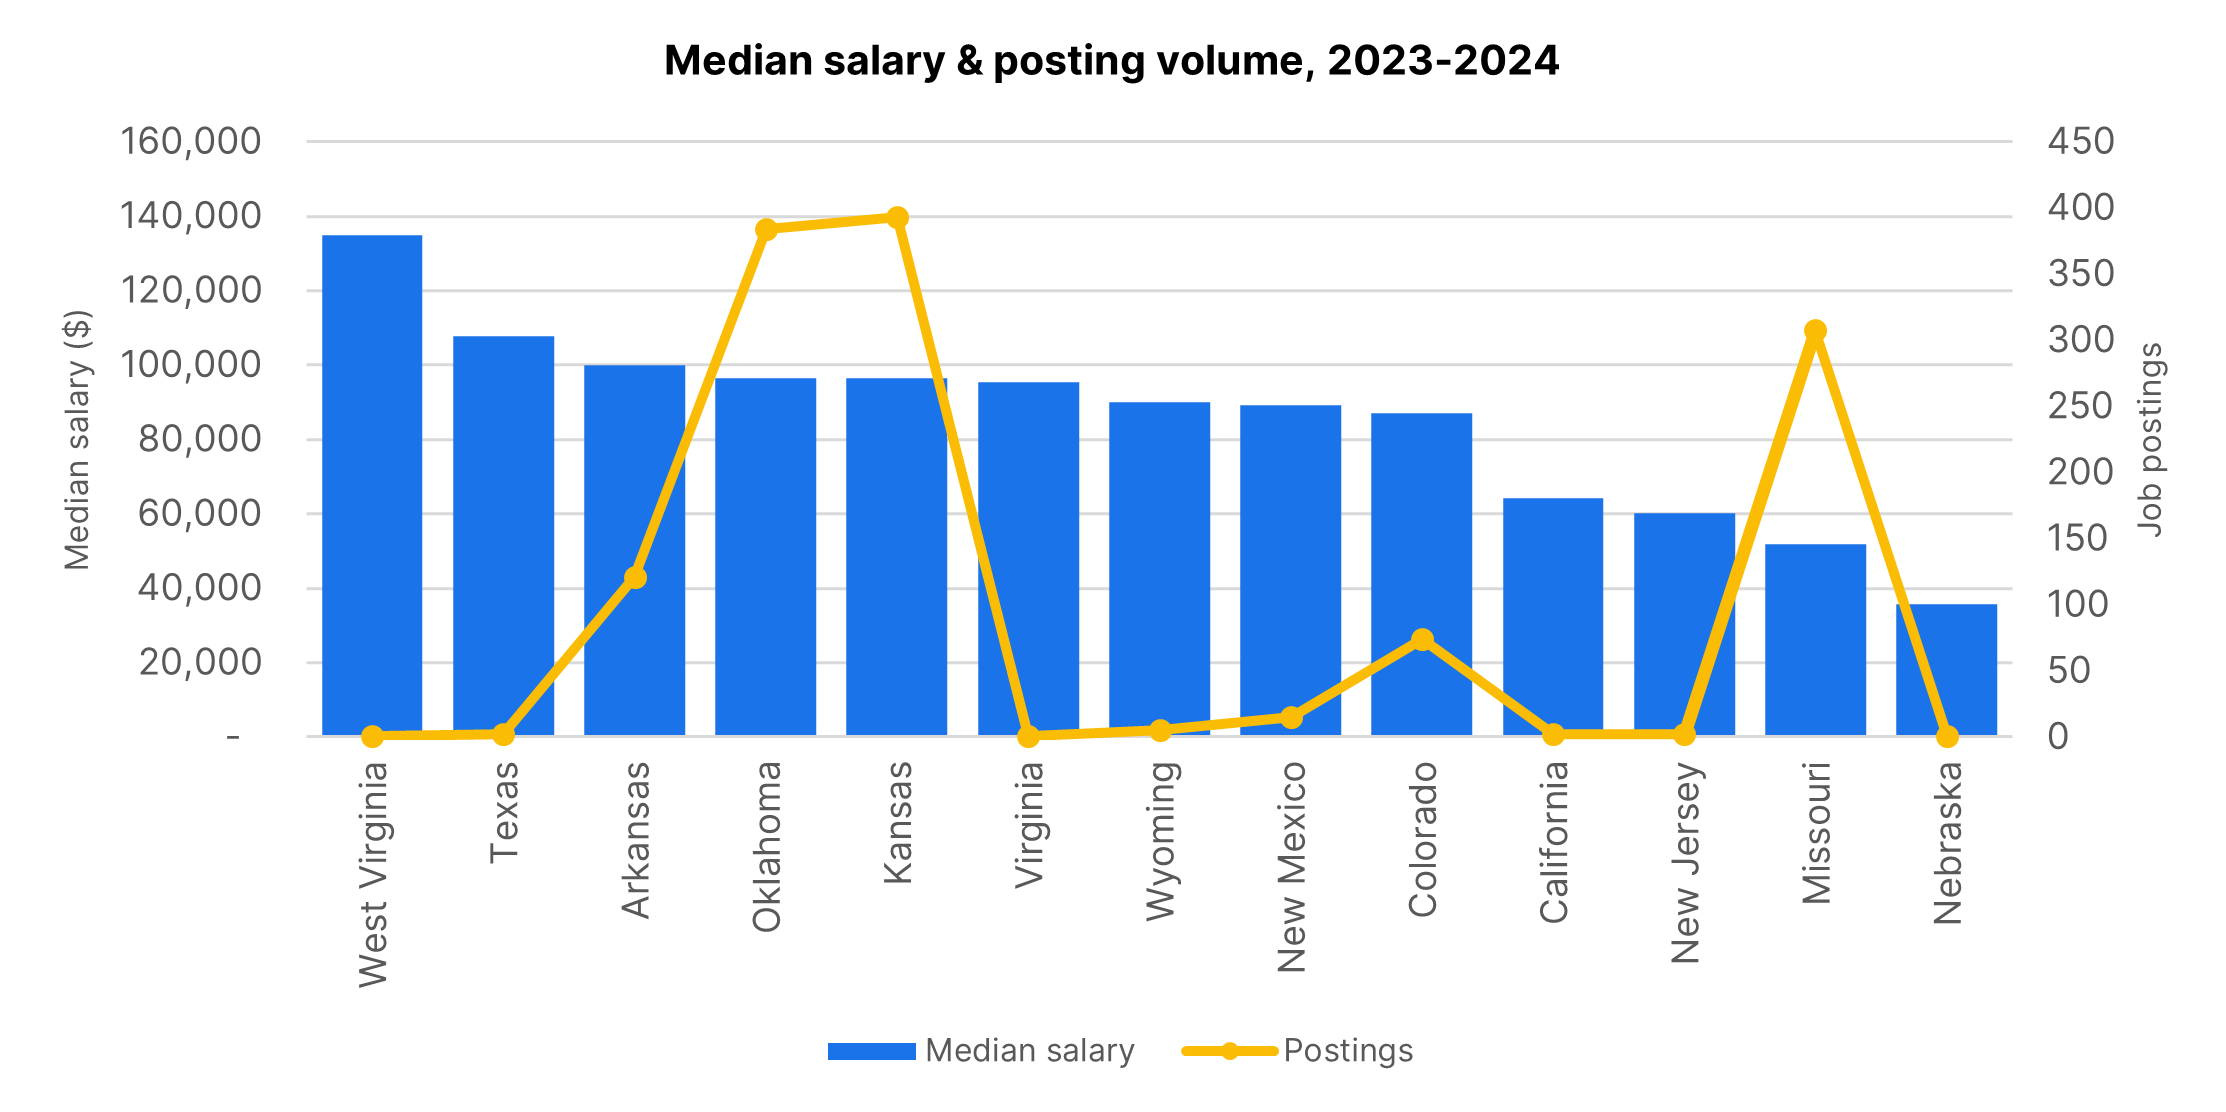 Median salary & posting volume, 2023-2024
160,000
140,000
120,000
100,000
80,000
60,000
40,000
20,000
-
Median salary ($)
450
400
350
300
250
200
150
100
50
0
Job postings
West Virginia
Texas
Arkansas
Oklahoma
Kansas
Virginia
Wyoming
New Mexico
Colorado
California
New Jersey
Missouri
Nebraska
Median salary
Postings